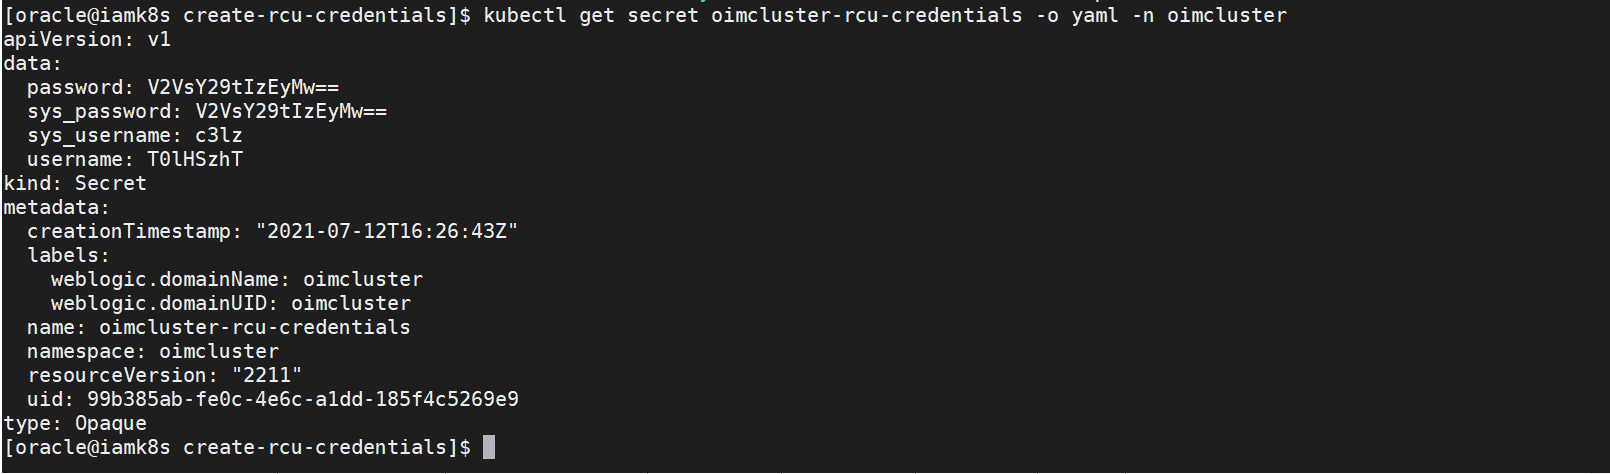 [oracle@iamk8s create-rcu-credentials]$ kubectl get secret oimcluster-rcu-credentials -o yaml -n oimcluster
apiVersion: v1
data:
  password: V2VsY29tIzEyMw==
  sys_password: V2VsY29tIzEyMw==
  sys_username: c3lz
  username: T0lHSzhT
kind: Secret
metadata:
  creationTimestamp: "2021-07-12T16:26:43Z"
  labels:
    weblogic.domainName: oimcluster
    weblogic.domainUID: oimcluster
  name: oimcluster-rcu-credentials
  namespace: oimcluster
  resourceVersion: "2211"
  uid: 99b385ab-fe0c-4e6c-a1dd-185f4c5269e9
type: Opaque
[oracle@iamk8s create-rcu-credentials]$